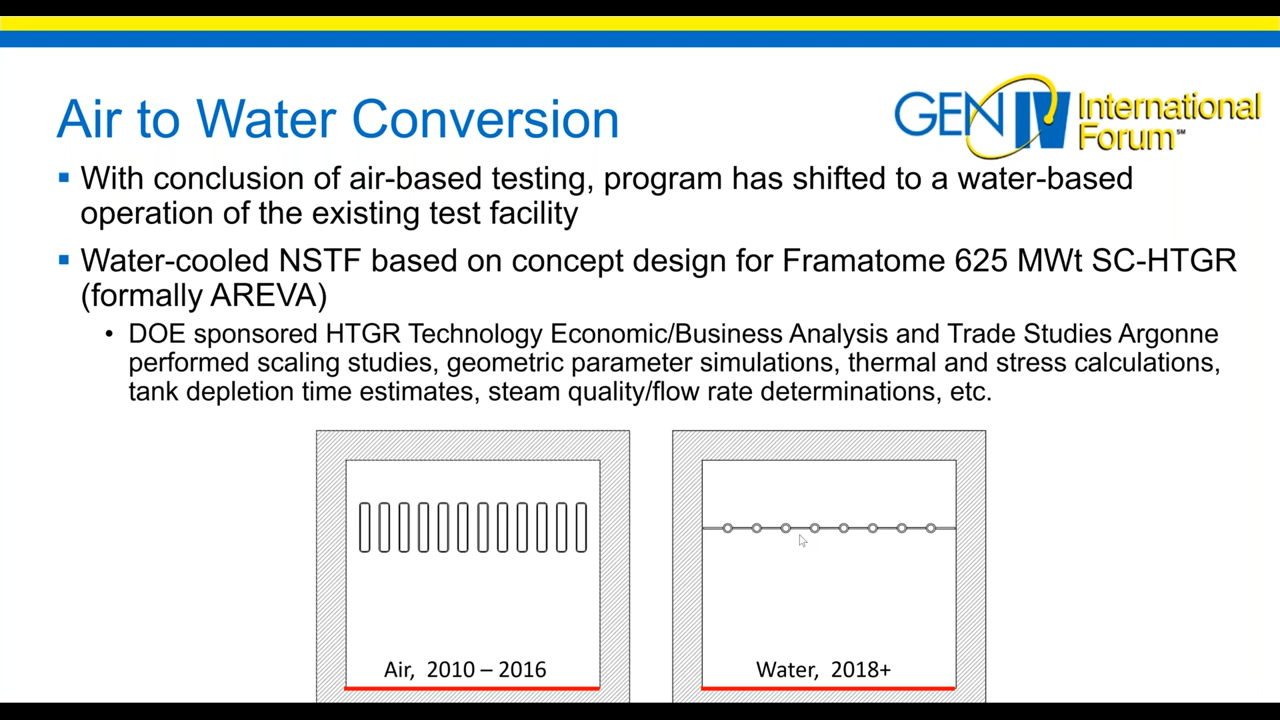 Air to Water Conversion
GEN IV International
Forum℠
▪ With conclusion of air-based testing, program has shifted to a water-based
operation of the existing test facility
▪ Water-cooled NSTF based on concept design for Framatome 625 MWt SC-HTGR
(formally AREVA)
• DOE sponsored HTGR Technology Economic/Business Analysis and Trade Studies Argonne
performed scaling studies, geometric parameter simulations, thermal and stress calculations,
tank depletion time estimates, steam quality/flow rate determinations, etc.
Air, 2010 – 2016
Water, 2018+